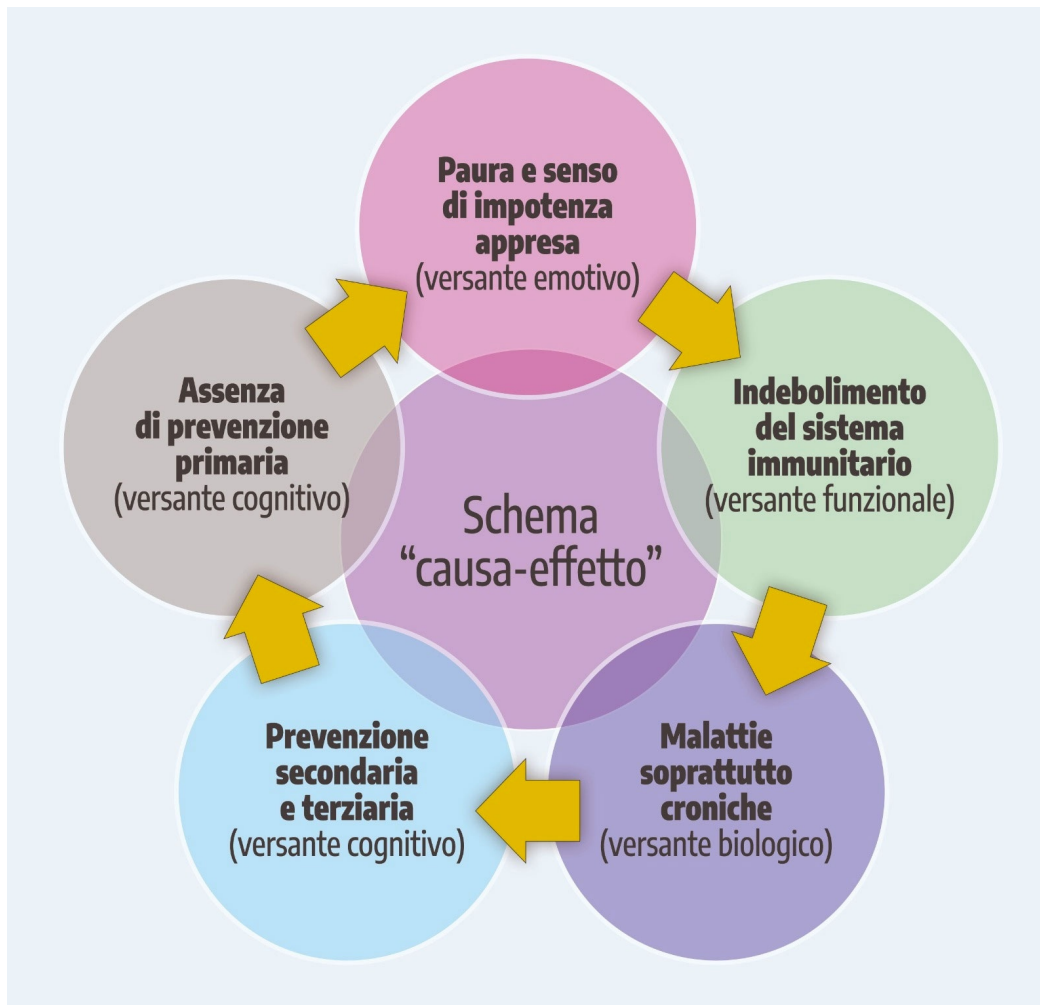 Paura e senso
di impotenza
appresa
(versante emotivo)
Assenza
di prevenzione
primaria
(versante cognitivo)
Indebolimento
del sistema
immunitario
(versante funzionale)
Schema
“causa-effetto”
Prevenzione
secondaria
e terziaria
(versante cognitivo)
Malattie
soprattutto
croniche
(versante biologico)